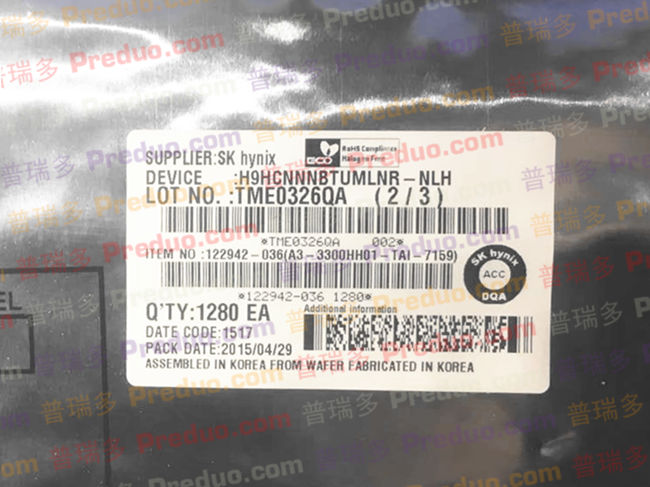 SUPPLIER:SK hynix
ECO
RoHS Compliance
Halogen Free
DEVICE :H9HCNNNBTUMLNR-NLH
LOT NO. :TME0326QA (2/3)
*TME0326QA 002*
ITEM NO :122942-036(A3-3300HH01-TAI-7159)
SK hynix
ACC
DQA
*122942-036 1280*
Q'TY:1280 EA
Additional information
DATE CODE:1517
PACK DATE:2015/04/29
ASSEMBLED IN KOREA FROM WAFER FABRICATED IN KOREA
EL
普瑞多 Preduo.com